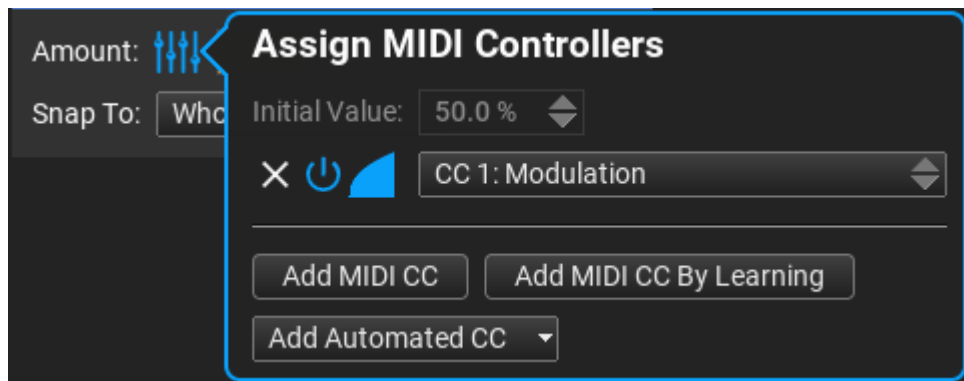 Amount:
Assign MIDI Controllers
Snap To: Who
Initial Value: 50.0 %
CC 1: Modulation
Add MIDI CC
Add MIDI CC By Learning
Add Automated CC